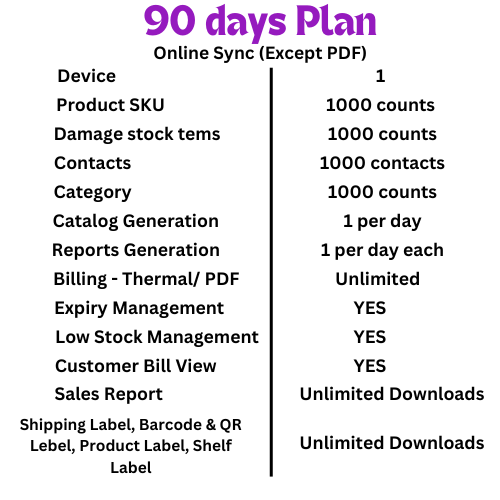 90 days Plan
Online Sync (Except PDF)
Device 1
Product SKU 1000 counts
Damage stock tems 1000 counts
Contacts 1000 contacts
Category 1000 counts
Catalog Generation 1 per day
Reports Generation 1 per day each
Billing - Thermal/ PDF Unlimited
Expiry Management YES
Low Stock Management YES
Customer Bill View YES
Sales Report Unlimited Downloads
Shipping Label, Barcode & QR
Lebel, Product Label, Shelf
Label
Unlimited Downloads